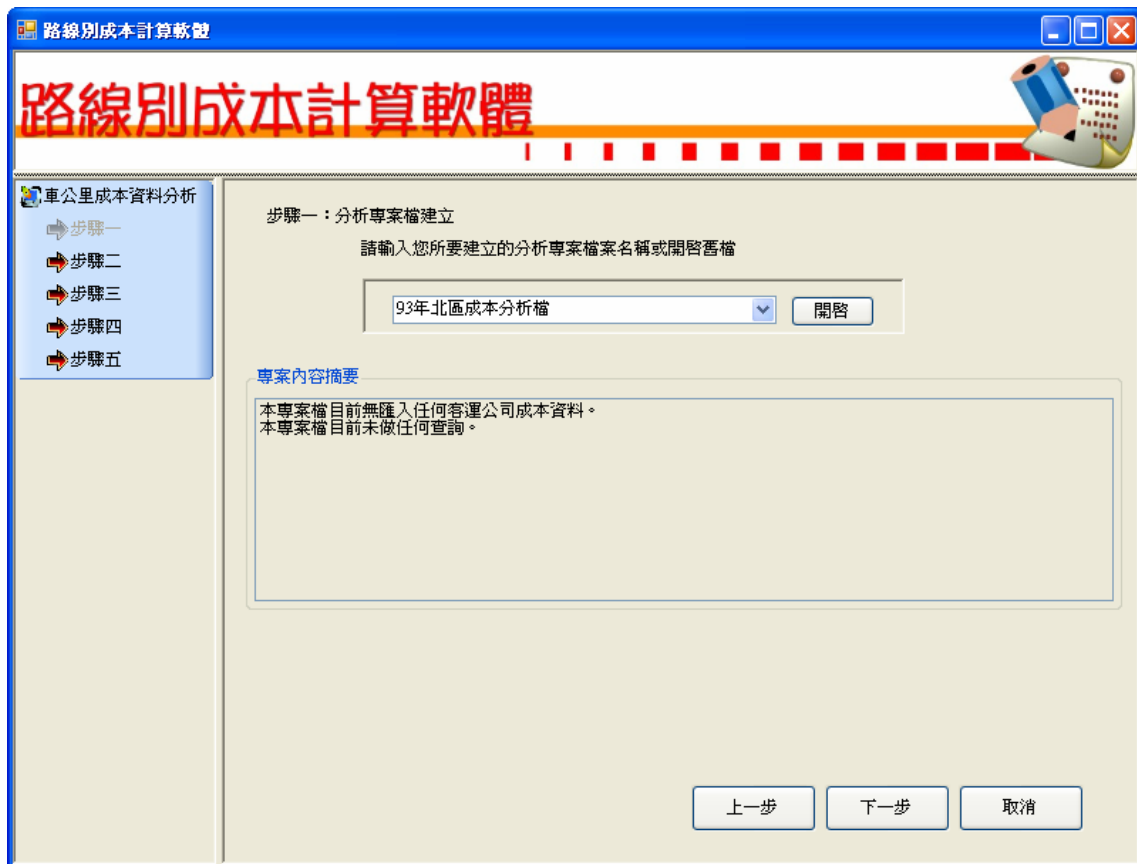 路線別成本計算軟體
路線別成本計算軟體
車公里成本資料分析
步驟一
步驟二
步驟三
步驟四
步驟五
步驟一：分析專案檔建立
請輸入您所要建立的分析專案檔案名稱或開啟舊檔
93年北區成本分析檔
開啟
專案內容摘要
本專案檔目前無匯入任何客運公司成本資料。
本專案檔目前未做任何查詢。
上一步
下一步
取消